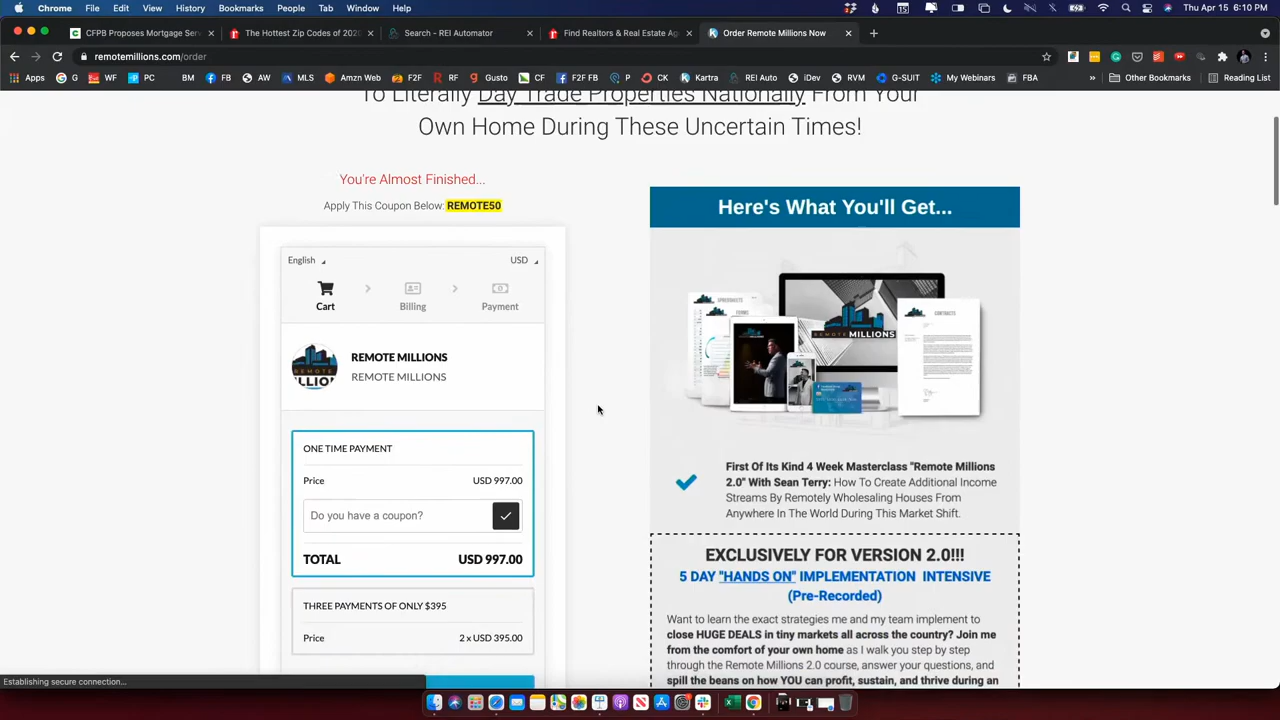 Chrome File Edit View History Bookmarks People Tab Window Help Thu Apr 15 6:10 PM
CFPB Proposes Mortgage Serv
The Hottest Zip Codes of 2020
Search - REI Automator
Find Realtors & Real Estate Ag
Order Remote Millions Now
remotemillions.com/order
Apps G WF PC BM FB AW MLS Amzn Web F2F RF Gusto CF F2F FB P CK Kartra REI Auto iDev RVM G-SUIT My Webinars FBA » Other Bookmarks Reading List
To Literally Day Trade Properties Nationally From Your
Own Home During These Uncertain Times!
You're Almost Finished...
Apply This Coupon Below: REMOTE50
English USD
Cart Billing Payment
REMOTE MILLIONS
REMOTE MILLIONS
ONE TIME PAYMENT
Price USD 997.00
Do you have a coupon?
TOTAL USD 997.00
THREE PAYMENTS OF ONLY $395
Price 2 x USD 395.00
Here's What You'll Get...
REMOTE MILLIONS
CONTRACTS
First Of Its Kind 4 Week Masterclass "Remote Millions
2.0" With Sean Terry: How To Create Additional Income
Streams By Remotely Wholesaling Houses From
Anywhere In The World During This Market Shift.
EXCLUSIVELY FOR VERSION 2.0!!!
5 DAY "HANDS ON" IMPLEMENTATION INTENSIVE
(Pre-Recorded)
Want to learn the exact strategies me and my team implement to
close HUGE DEALS in tiny markets all across the country? Join me
from the comfort of your own home as I walk you step by step
through the Remote Millions 2.0 course, answer your questions, and
spill the beans on how YOU can profit, sustain, and thrive during an
Establishing secure connection...